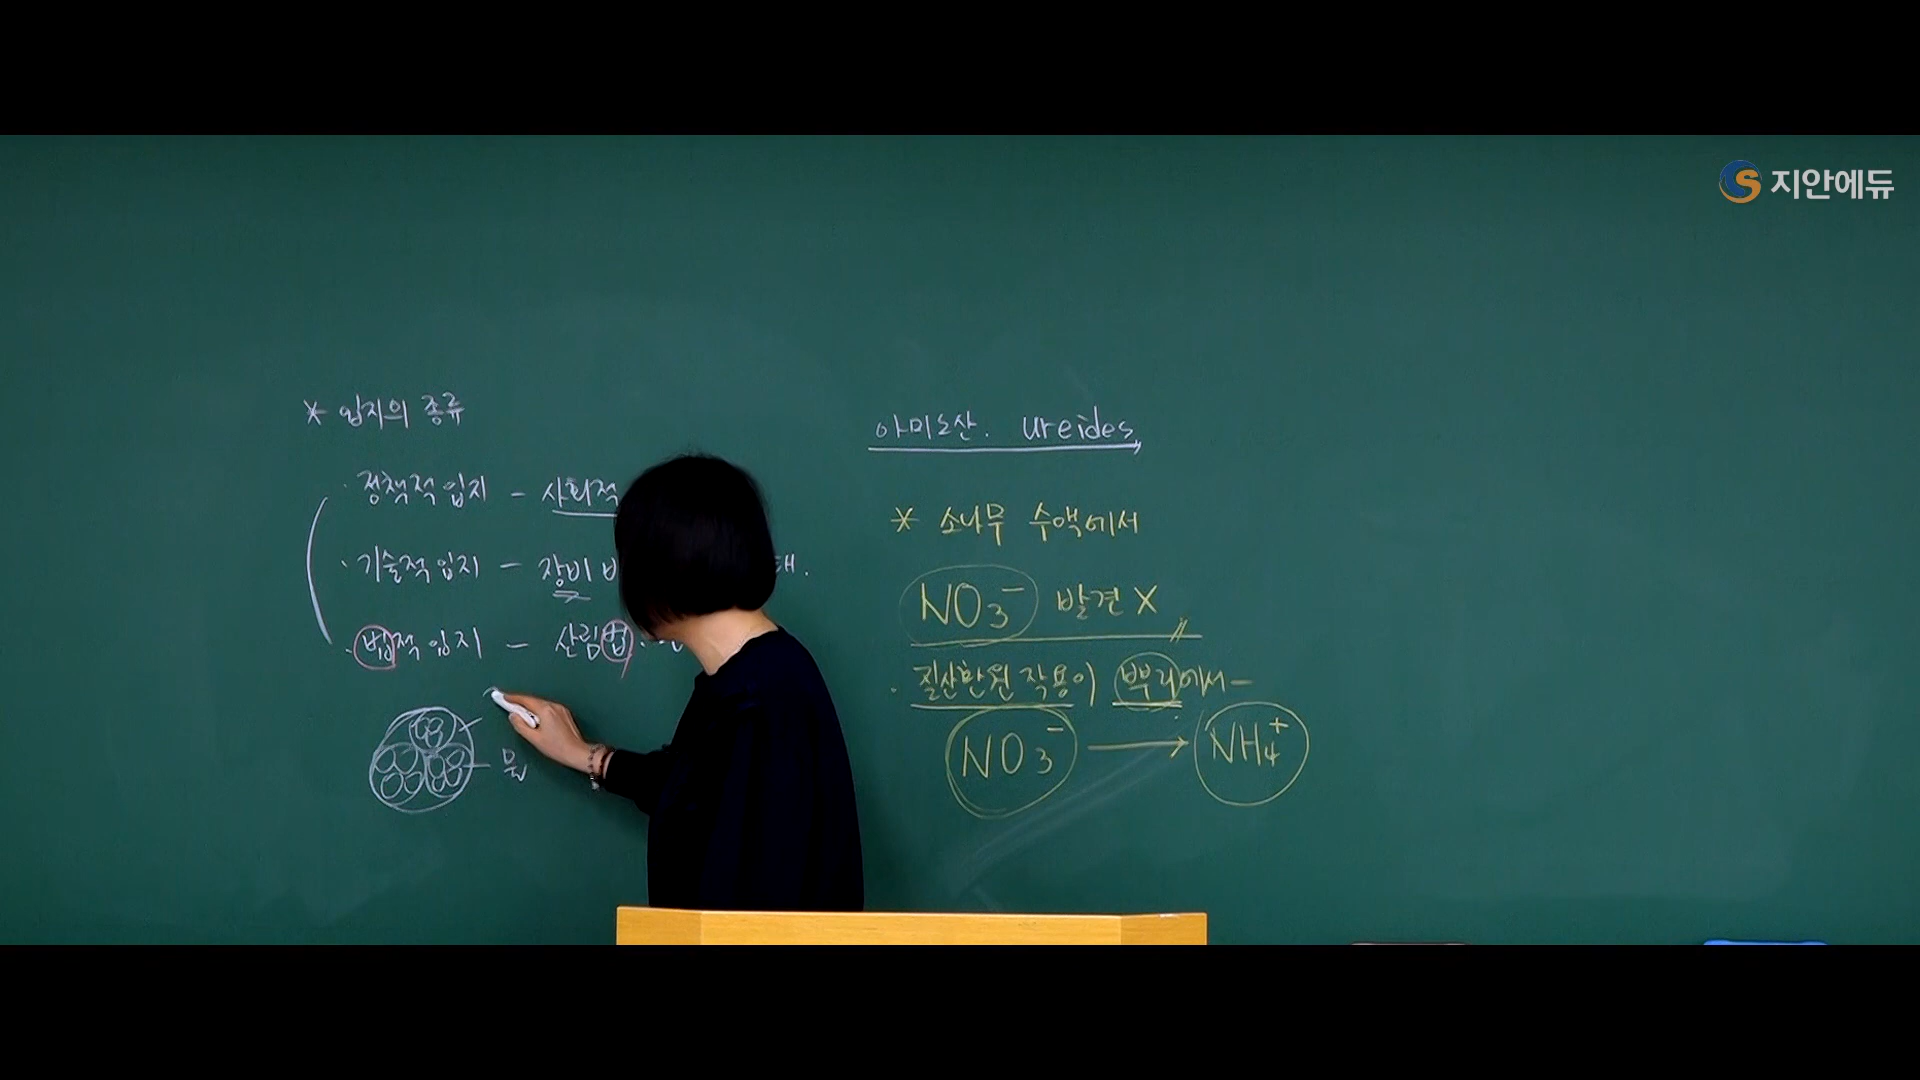 지안에듀
* 입지의 종류
· 정책적 입지 - 사회적
· 기술적 입지 - 장비
· 법적 입지 - 산림법
물
아미노산. ureides,
* 소나무 수액에서
NO₃⁻ 발견 X
· 질산환원 작용이 뿌리에서 -
NO₃⁻ → NH₄⁺